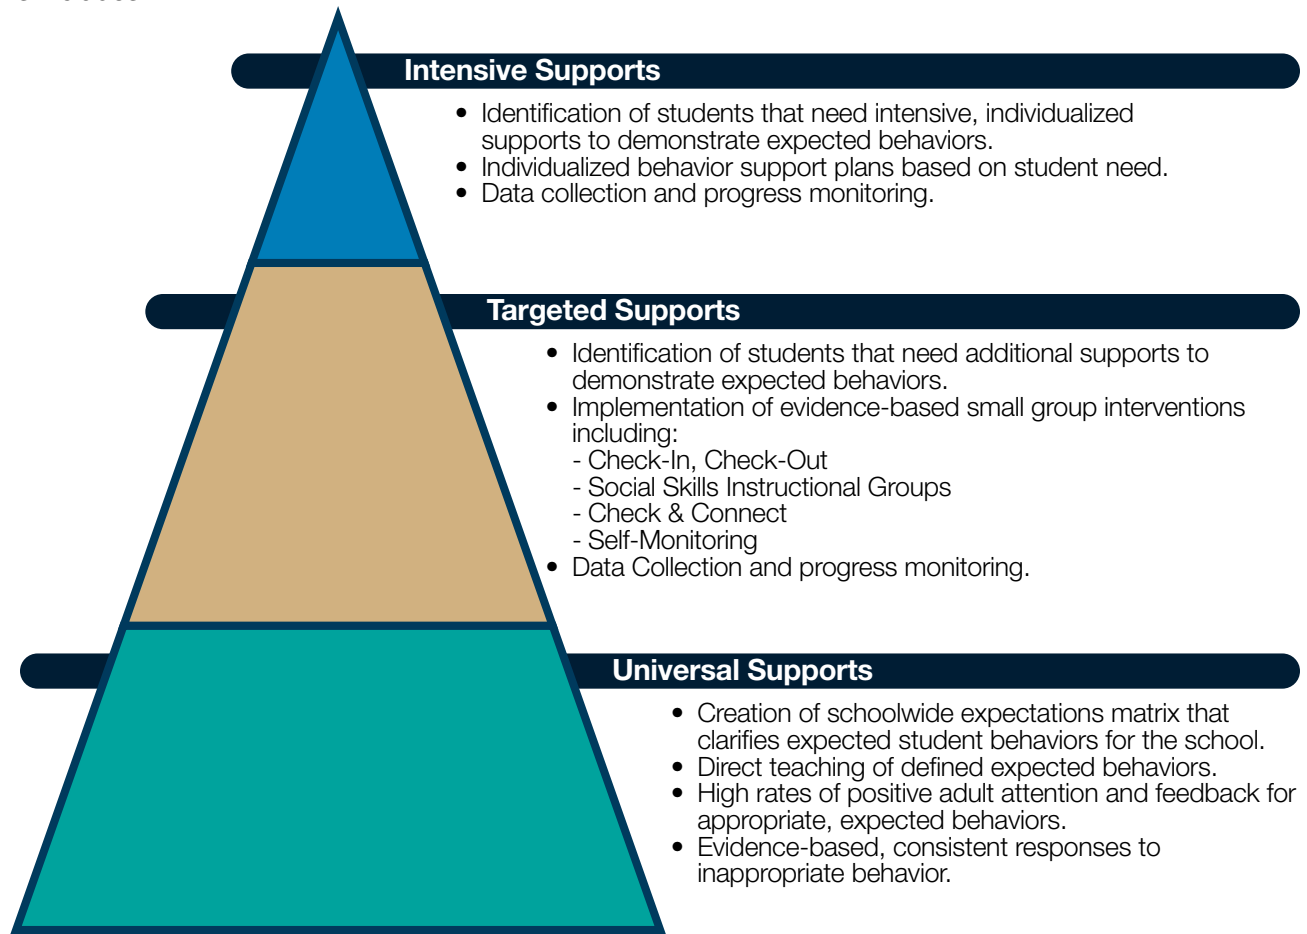 Intensive Supports
• Identification of students that need intensive, individualized
supports to demonstrate expected behaviors.
• Individualized behavior support plans based on student need.
• Data collection and progress monitoring.
Targeted Supports
• Identification of students that need additional supports to
demonstrate expected behaviors.
• Implementation of evidence-based small group interventions
including:
- Check-In, Check-Out
- Social Skills Instructional Groups
- Check & Connect
- Self-Monitoring
• Data Collection and progress monitoring.
Universal Supports
• Creation of schoolwide expectations matrix that
clarifies expected student behaviors for the school.
• Direct teaching of defined expected behaviors.
• High rates of positive adult attention and feedback for
appropriate, expected behaviors.
• Evidence-based, consistent responses to
inappropriate behavior.